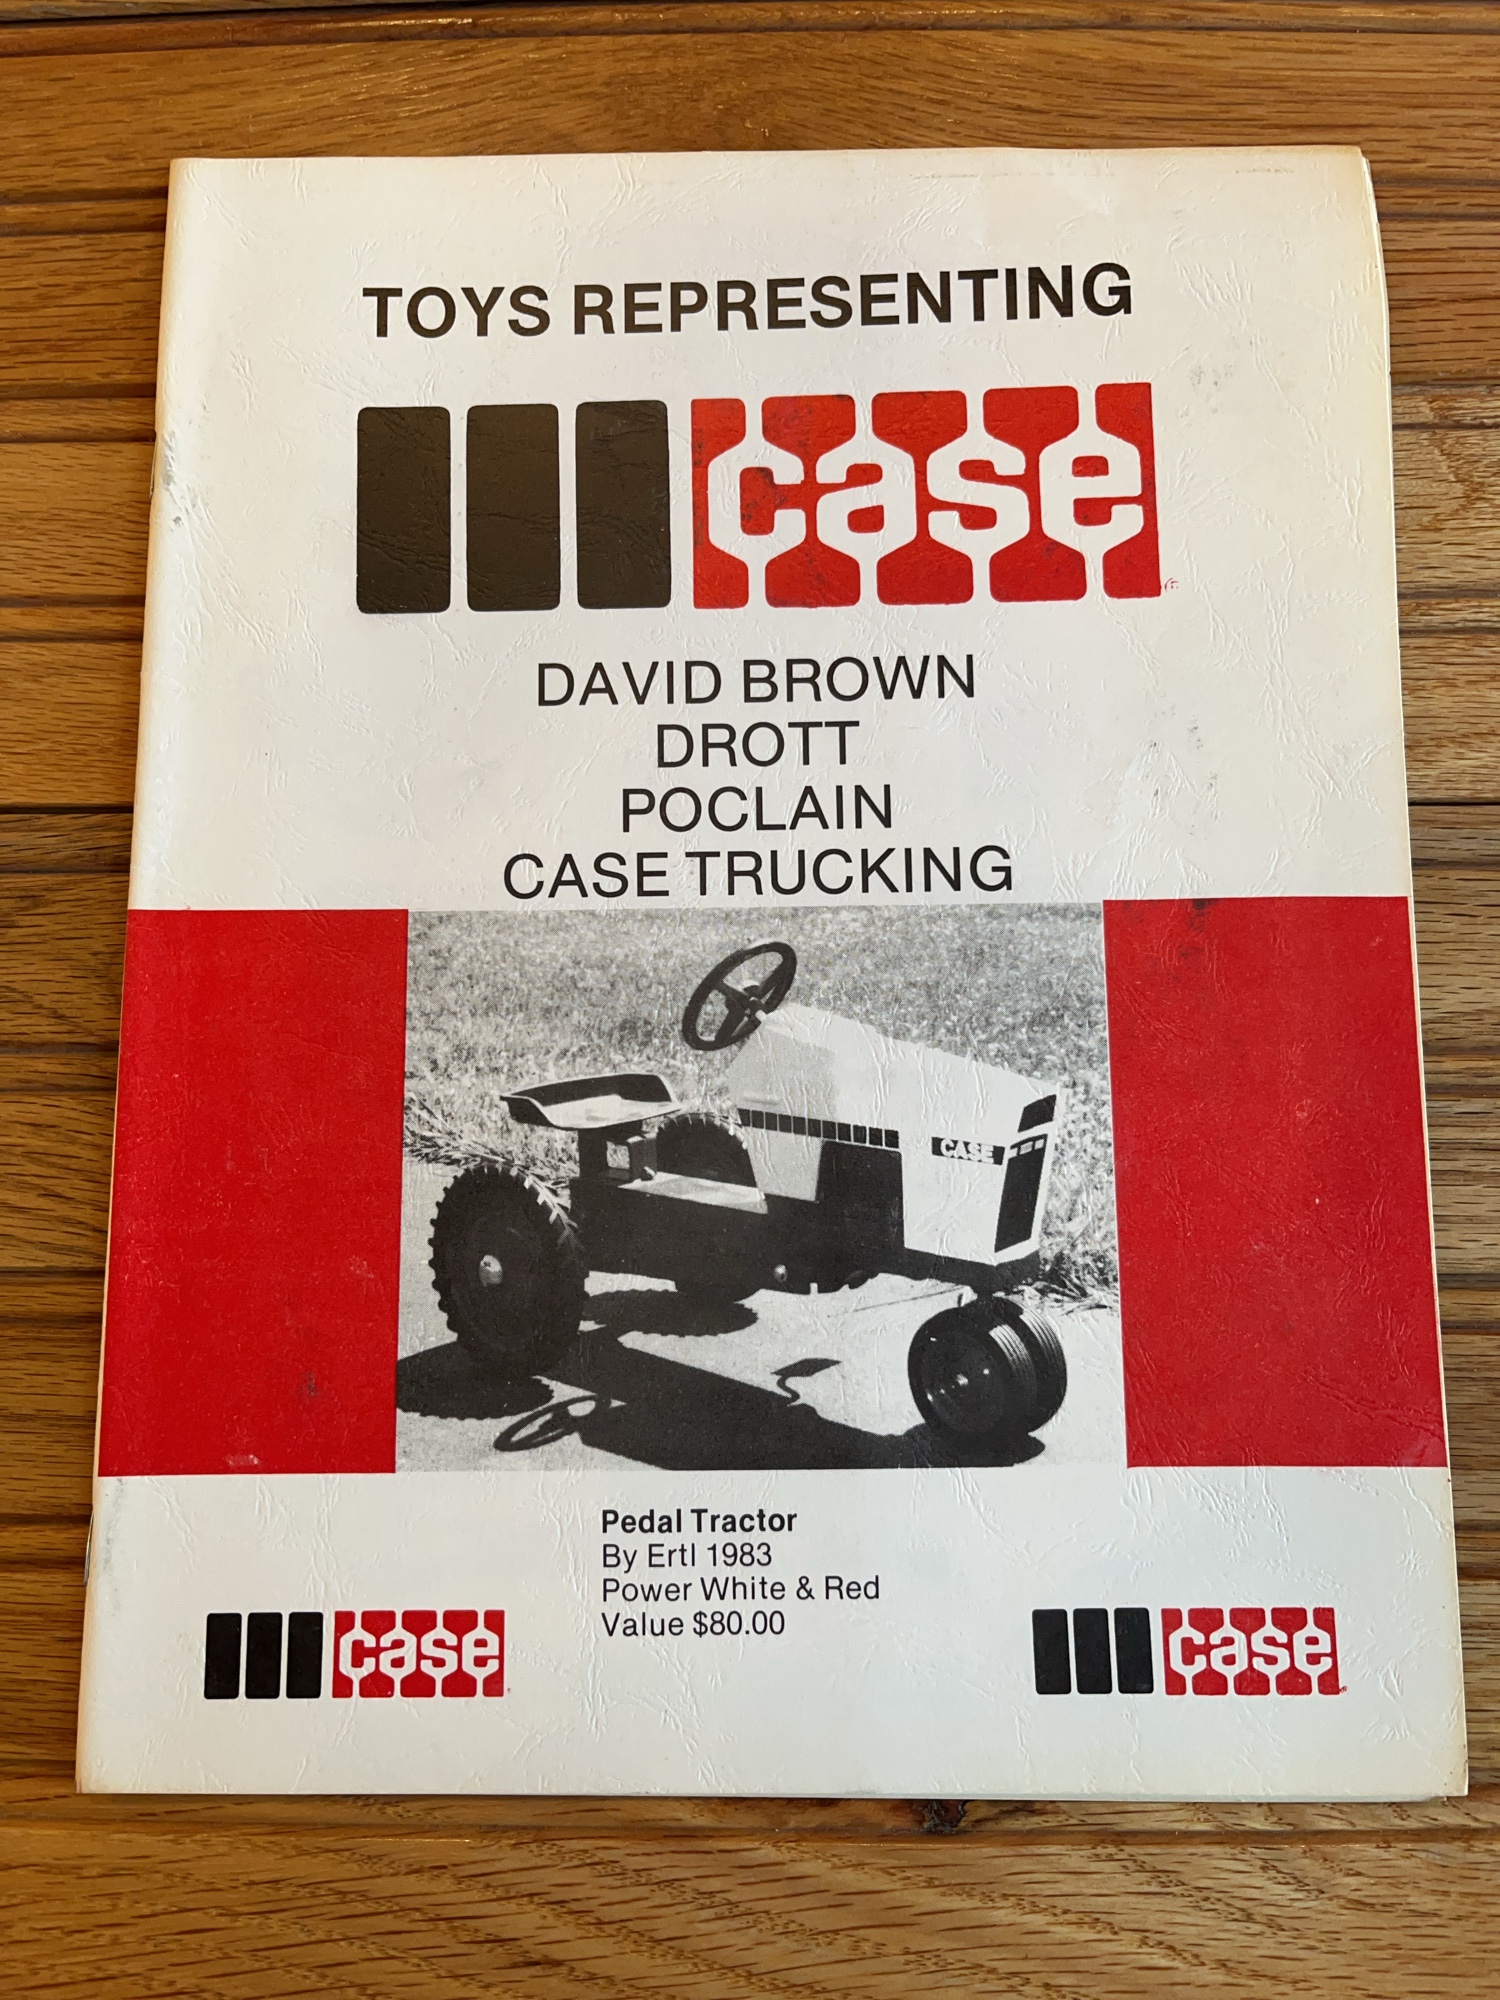 TOYS REPRESENTING
case
DAVID BROWN
DROTT
POCLAIN
CASE TRUCKING
CASE
Pedal Tractor
By Ertl 1983
Power White & Red
Value $80.00
case
case